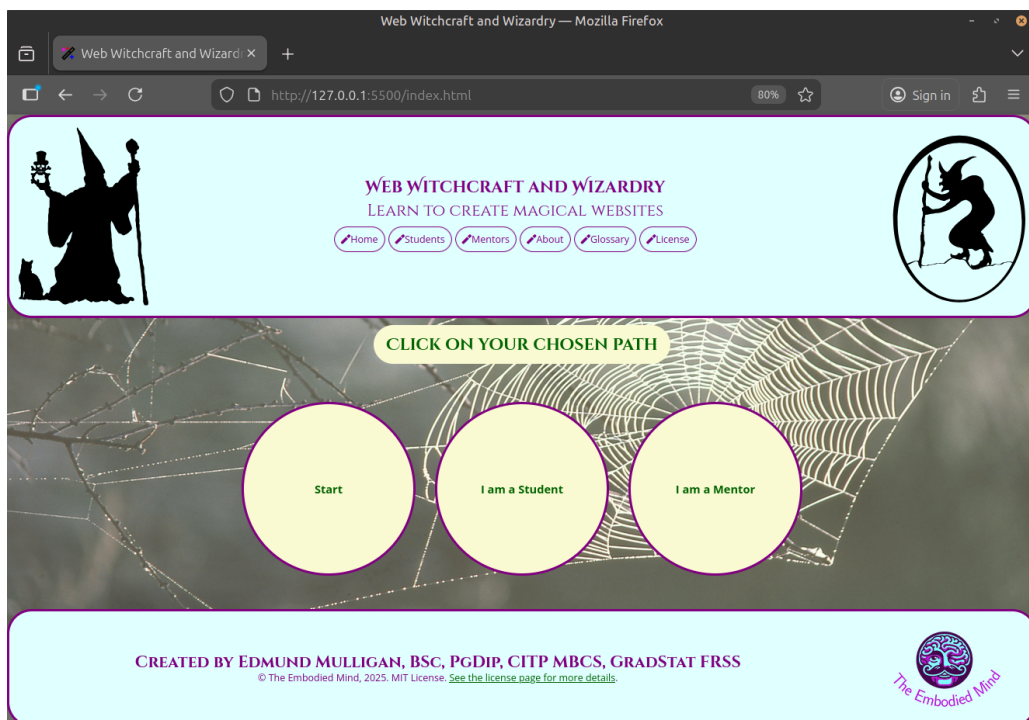 Web Witchcraft and Wizardry — Mozilla Firefox
Web Witchcraft and Wizard
http://127.0.0.1:5500/index.html
80%
Sign in
Web Witchcraft and Wizardry
Learn to create magical websites
Home
Students
Mentors
About
Glossary
License
Click on your chosen path
Start
I am a Student
I am a Mentor
Created by Edmund Mulligan, BSc, PgDip, CITP MBCS, GradStat FRSS
© The Embodied Mind, 2025. MIT License. See the license page for more details.
The Embodied Mind